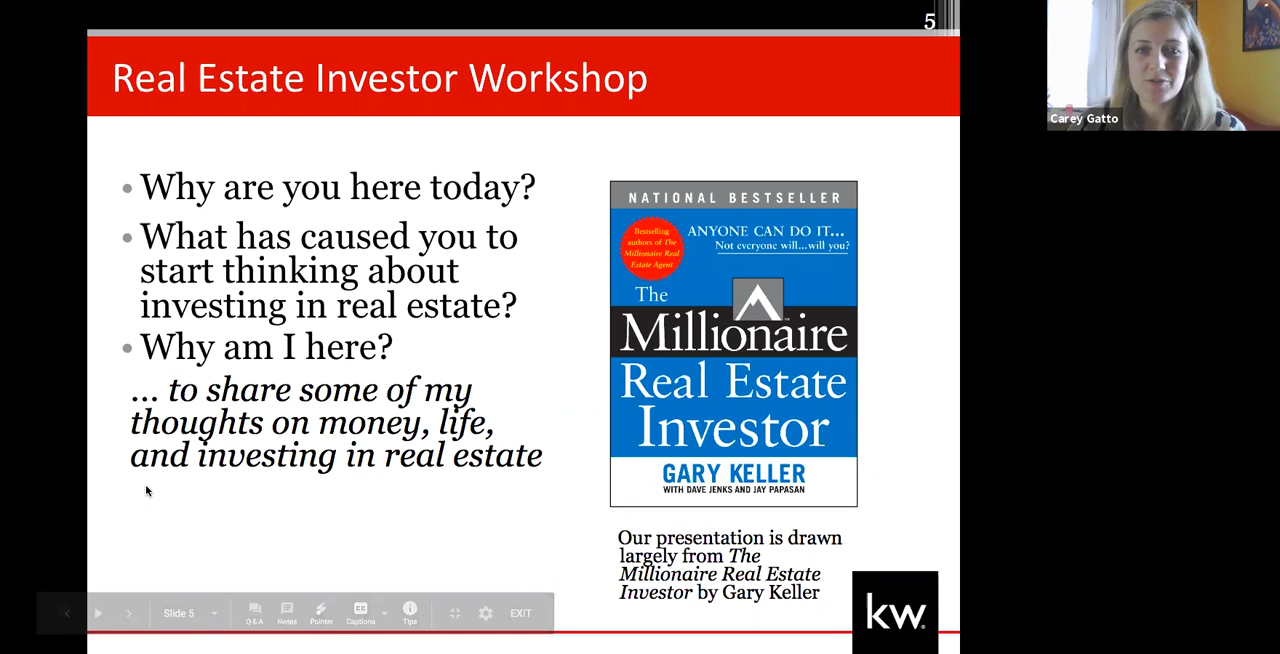 5
Real Estate Investor Workshop
Carey Gatto
• Why are you here today?
• What has caused you to
start thinking about
investing in real estate?
• Why am I here?
... to share some of my
thoughts on money, life,
and investing in real estate
NATIONAL BESTSELLER
Bestselling
authors of The
Millionaire Real
Estate Agent
ANYONE CAN DO IT...
Not everyone will...will you?
The
Millionaire
Real Estate
Investor
GARY KELLER
WITH DAVE JENKS AND JAY PAPASAN
Our presentation is drawn
largely from The
Millionaire Real Estate
Investor by Gary Keller
kw.
Slide 5
Q & A
Notes
Pointer
CC
Captions
Tips
EXIT